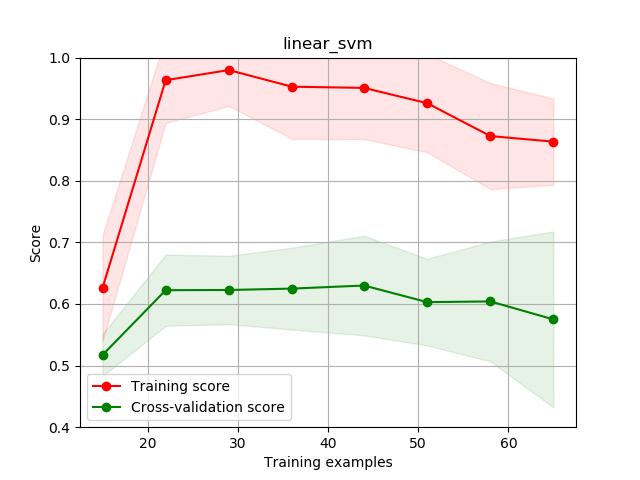 linear_svm
1.0
0.9
0.8
0.7
0.6
0.5
0.4
Score
Training score
Cross-validation score
20
30
40
50
60
Training examples